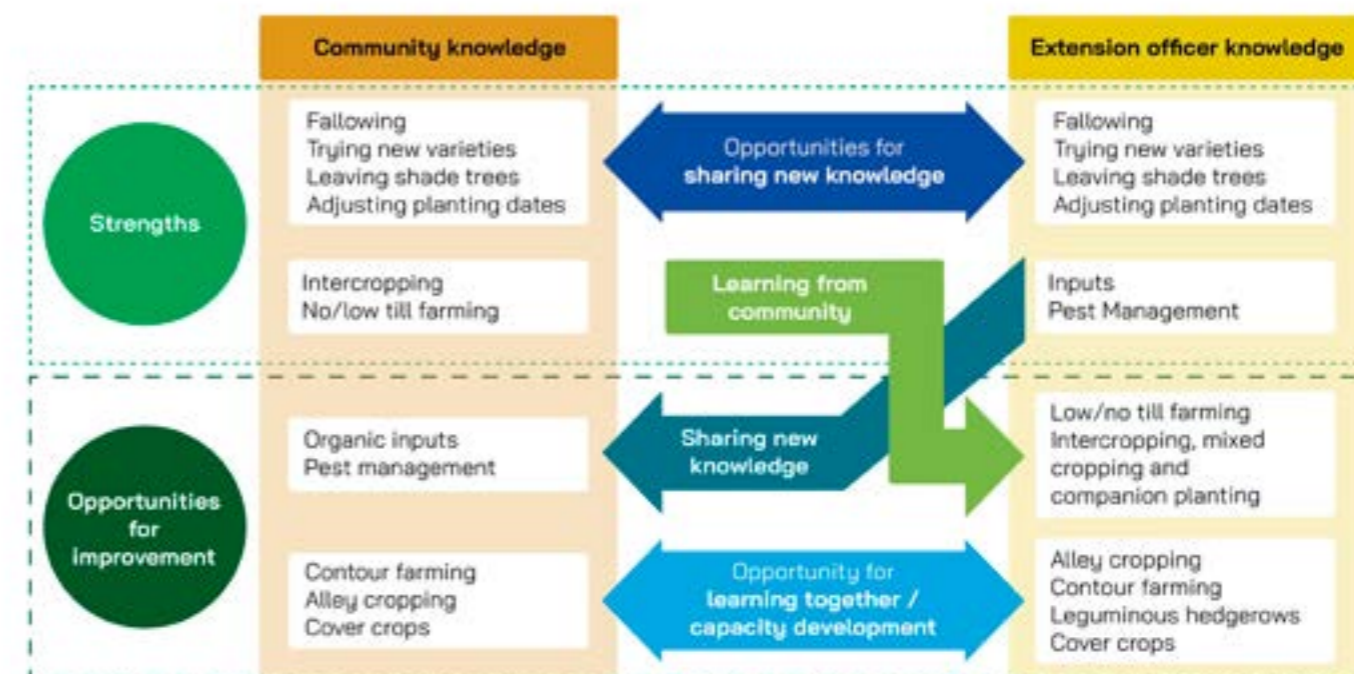 Community knowledge
Extension officer knowledge
Strengths
Fallowing
Trying new varieties
Leaving shade trees
Adjusting planting dates
Opportunities for
sharing new knowledge
Fallowing
Trying new varieties
Leaving shade trees
Adjusting planting dates
Intercropping
No/low till farming
Learning from
community
Inputs
Pest Management
Opportunities
for
improvement
Organic inputs
Pest management
Sharing new
knowledge
Low/no till farming
Intercropping, mixed
cropping and
companion planting
Contour farming
Alley cropping
Cover crops
Opportunity for
learning together /
capacity development
Alley cropping
Contour farming
Leguminous hedgerows
Cover crops